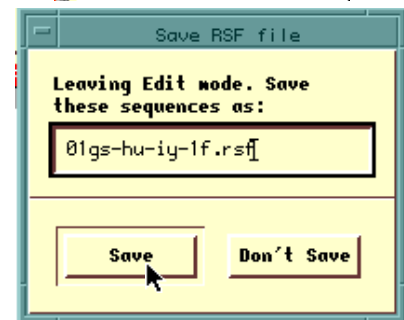 Save RSF file
Leaving Edit mode. Save
these sequences as:
01gs-hu-iy-1f.rsf
Save
Don't Save